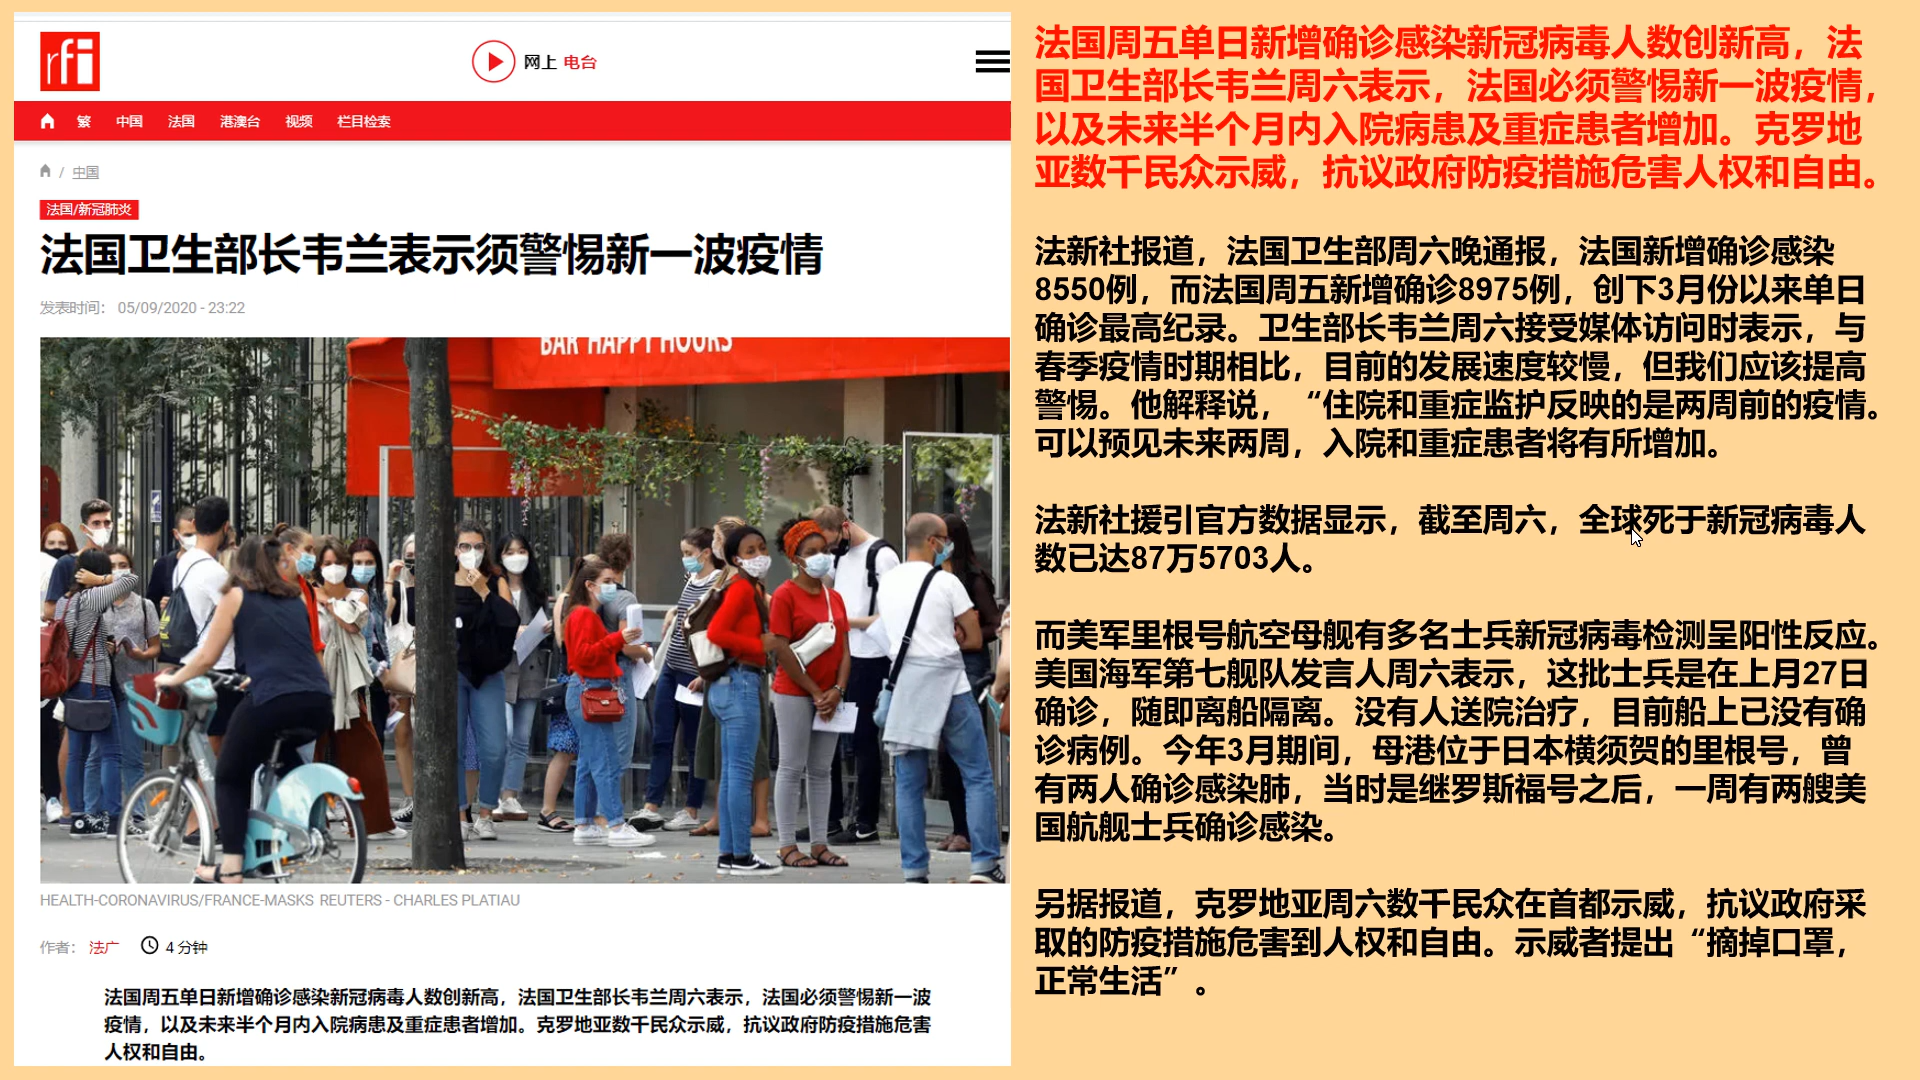 rfi
网上 电台
繁 中国 法国 港澳台 视频 栏目检索
/ 中国
法国/新冠肺炎
法国卫生部长韦兰表示须警惕新一波疫情
发表时间： 05/09/2020 - 23:22
BAR HAPPY HOURS
HEALTH-CORONAVIRUS/FRANCE-MASKS REUTERS - CHARLES PLATIAU
作者： 法广 4 分钟
法国周五单日新增确诊感染新冠病毒人数创新高，法国卫生部长韦兰周六表示，法国必须警惕新一波
疫情，以及未来半个月内入院病患及重症患者增加。克罗地亚数千民众示威，抗议政府防疫措施危害
人权和自由。
法国周五单日新增确诊感染新冠病毒人数创新高，法
国卫生部长韦兰周六表示，法国必须警惕新一波疫情，
以及未来半个月内入院病患及重症患者增加。克罗地
亚数千民众示威，抗议政府防疫措施危害人权和自由。
法新社报道，法国卫生部周六晚通报，法国新增确诊感染
8550例，而法国周五新增确诊8975例，创下3月份以来单日
确诊最高纪录。卫生部长韦兰周六接受媒体访问时表示，与
春季疫情时期相比，目前的发展速度较慢，但我们应该提高
警惕。他解释说，“住院和重症监护反映的是两周前的疫情。
可以预见未来两周，入院和重症患者将有所增加。
法新社援引官方数据显示，截至周六，全球死于新冠病毒人
数已达87万5703人。
而美军里根号航空母舰有多名士兵新冠病毒检测呈阳性反应。
美国海军第七舰队发言人周六表示，这批士兵是在上月27日
确诊，随即离船隔离。没有人送院治疗，目前船上已没有确
诊病例。今年3月期间，母港位于日本横须贺的里根号，曾
有两人确诊感染肺，当时是继罗斯福号之后，一周有两艘美
国航舰士兵确诊感染。
另据报道，克罗地亚周六数千民众在首都示威，抗议政府采
取的防疫措施危害到人权和自由。示威者提出“摘掉口罩，
正常生活”。